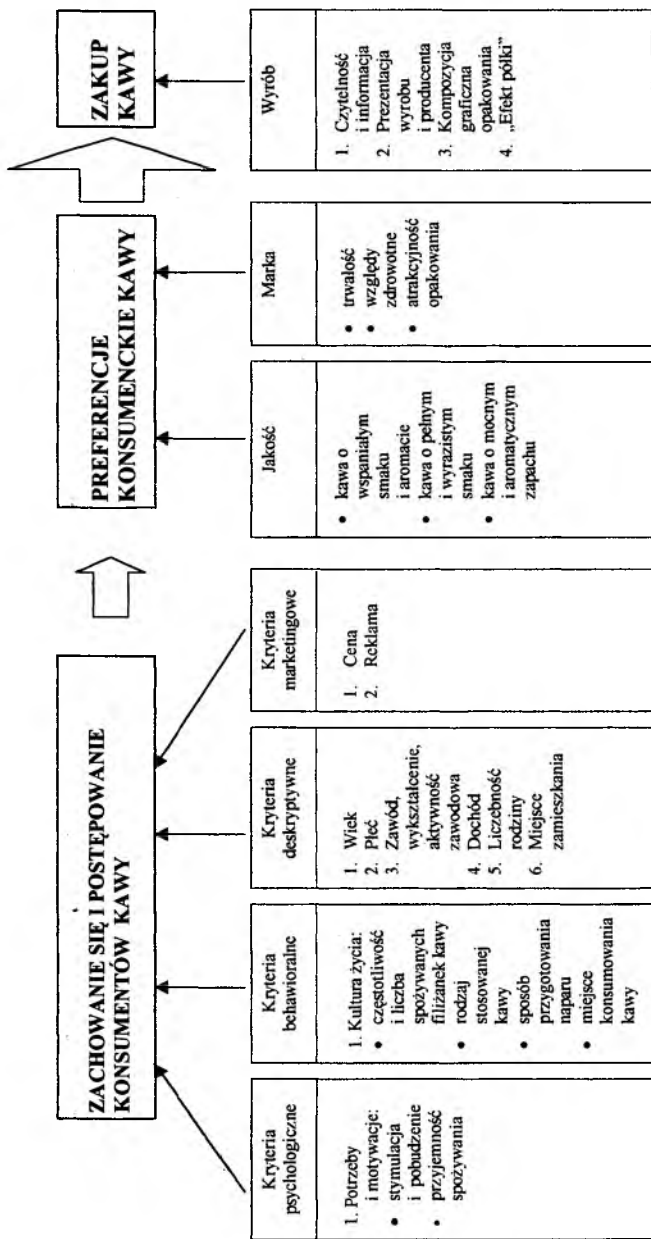 ZACHOWANIE SIĘ I POSTĘPOWANIE
KONSUMENTÓW KAWY
PREFERENCJE
KONSUMENCKIE KAWY
ZAKUP
KAWY
Kryteria
psychologiczne
1. Potrzeby
i motywacje:
• stymulacja
i pobudzenie
• przyjemność
spożywania
Kryteria
behawioralne
1. Kultura życia:
• częstotliwość
i liczba
spożywanych
filiżanek kawy
• rodzaj
stosowanej
kawy
• sposób
przygotowania
naparu
• miejsce
konsumowania
kawy
Kryteria
deskryptywne
1. Wiek
2. Płeć
3. Zawód,
wykształcenie,
aktywność
zawodowa
4. Dochód
5. Liczebność
rodziny
6. Miejsce
zamieszkania
Kryteria
marketingowe
1. Cena
2. Reklama
Jakość
• kawa o
wspaniałym
smaku
i aromacie
• kawa o pełnym
i wyrazistym
smaku
• kawa o mocnym
i aromatycznym
zapachu
Marka
• trwałość
• względy
zdrowotne
• atrakcyjność
opakowania
Wyrób
1. Czytelność
i informacja
2. Prezentacja
wyrobu
i producenta
3. Kompozycja
graficzna
opakowania
4. „Efekt półki”